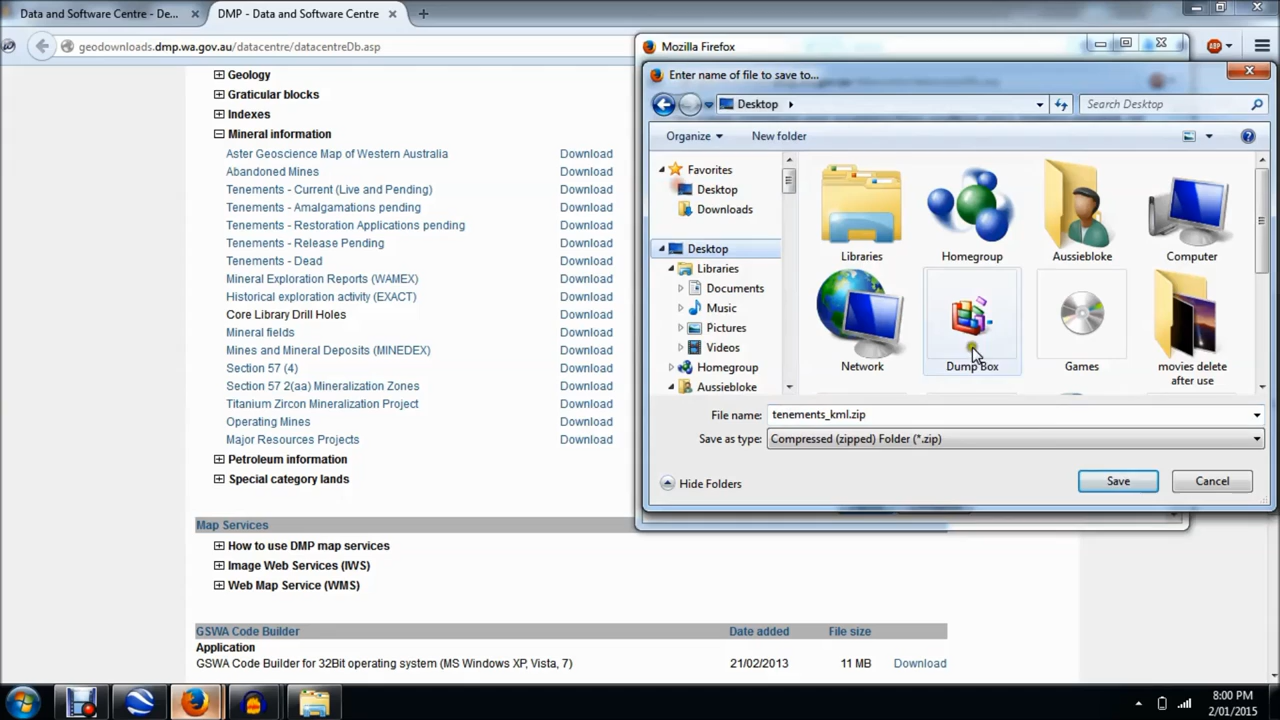 Data and Software Centre - De...
DMP - Data and Software Centre
geodownloads.dmp.wa.gov.au/datacentre/datacentreDb.asp
ABP
Geology
Graticular blocks
Indexes
Mineral information
Aster Geoscience Map of Western Australia Download
Abandoned Mines Download
Tenements - Current (Live and Pending) Download
Tenements - Amalgamations pending Download
Tenements - Restoration Applications pending Download
Tenements - Release Pending Download
Tenements - Dead Download
Mineral Exploration Reports (WAMEX) Download
Historical exploration activity (EXACT) Download
Core Library Drill Holes Download
Mineral fields Download
Mines and Mineral Deposits (MINEDEX) Download
Section 57 (4) Download
Section 57 2(aa) Mineralization Zones Download
Titanium Zircon Mineralization Project Download
Operating Mines Download
Major Resources Projects Download
Petroleum information
Special category lands
Map Services
How to use DMP map services
Image Web Services (IWS)
Web Map Service (WMS)
GSWA Code Builder Date added File size
Application
GSWA Code Builder for 32Bit operating system (MS Windows XP, Vista, 7) 21/02/2013 11 MB Download
Mozilla Firefox
Enter name of file to save to...
Desktop
Search Desktop
Organize
New folder
Favorites
Desktop
Downloads
Desktop
Libraries
Documents
Music
Pictures
Videos
Homegroup
Aussiebloke
Libraries
Homegroup
Aussiebloke
Computer
Network
Dump Box
Games
movies delete
after use
File name: tenements_kml.zip
Save as type: Compressed (zipped) Folder (*.zip)
Hide Folders
Save
Cancel
8:00 PM
2/01/2015